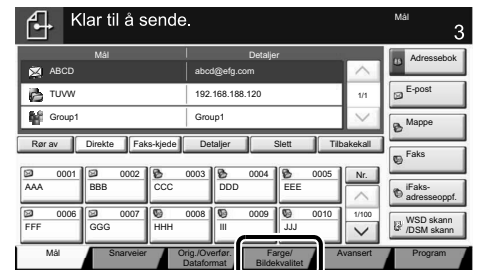 Klar til å sende.
Mål
3
Mål Detaljer
ABCD abcd@efg.com
TUVW 192.168.188.120
Group1 Group1
1/1
Rør av Direkte Faks-kjede Detaljer Slett Tilbakekall
0001 0002 0003 0004 0005 Nr.
AAA BBB CCC DDD EEE
0006 0007 0008 0009 0010 1/100
FFF GGG HHH III JJJ
Adressebok
E-post
Mappe
Faks
iFaks-
adresseoppf.
WSD skann
/DSM skann
Mål Snarveier Orig./Overfør.
Dataformat Farge/
Bildekvalitet Avansert Program